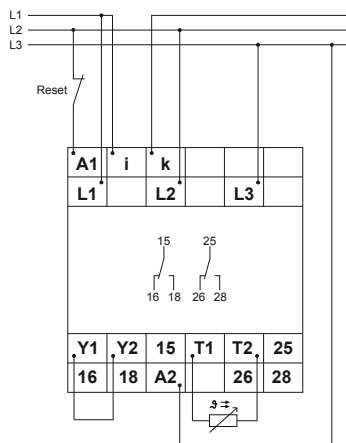 L1
L2
L3
Reset
A1 i k
L1 L2 L3
15 25
16 18 26 28
Y1 Y2 15 T1 T2 25
16 18 A2 26 28
ϑ